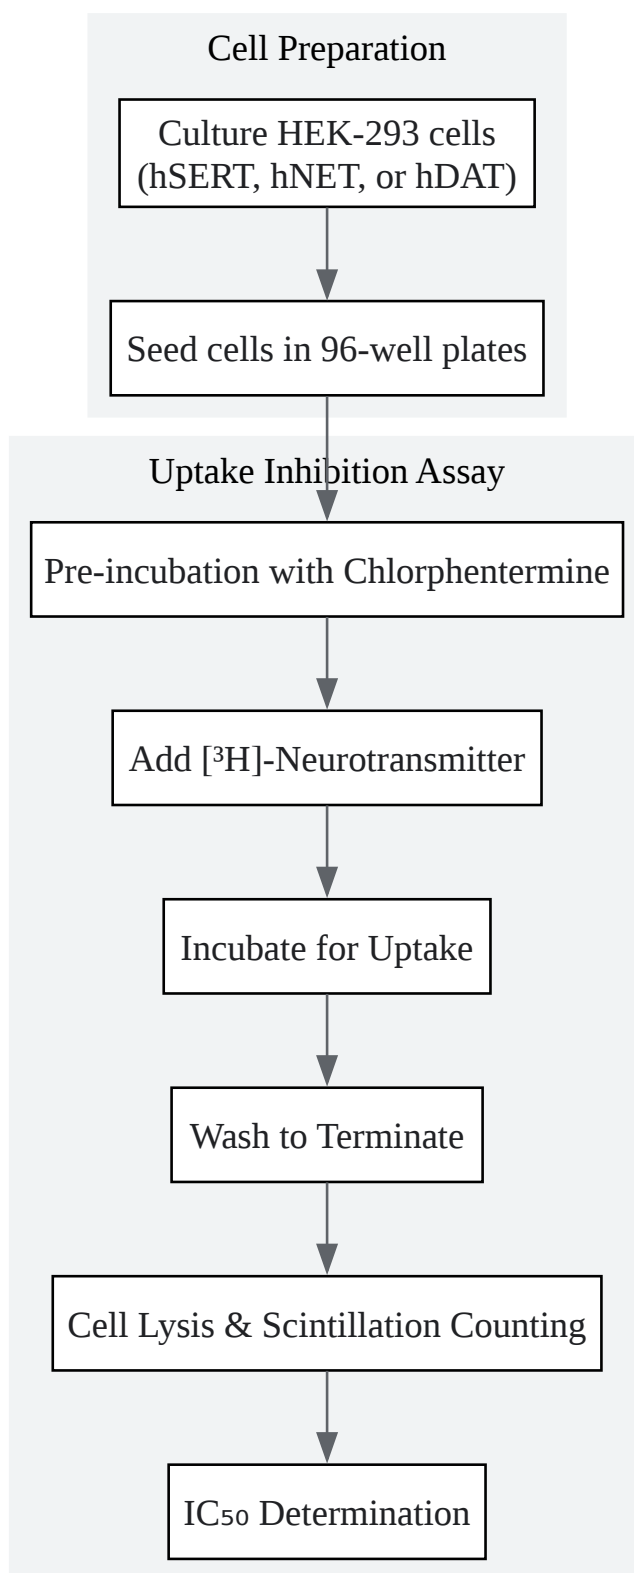 Cell Preparation
Culture HEK-293 cells
(hSERT, hNET, or hDAT)
Seed cells in 96-well plates
Uptake Inhibition Assay
Pre-incubation with Chlorphentermine
Add [³H]-Neurotransmitter
Incubate for Uptake
Wash to Terminate
Cell Lysis & Scintillation Counting
IC₅₀ Determination